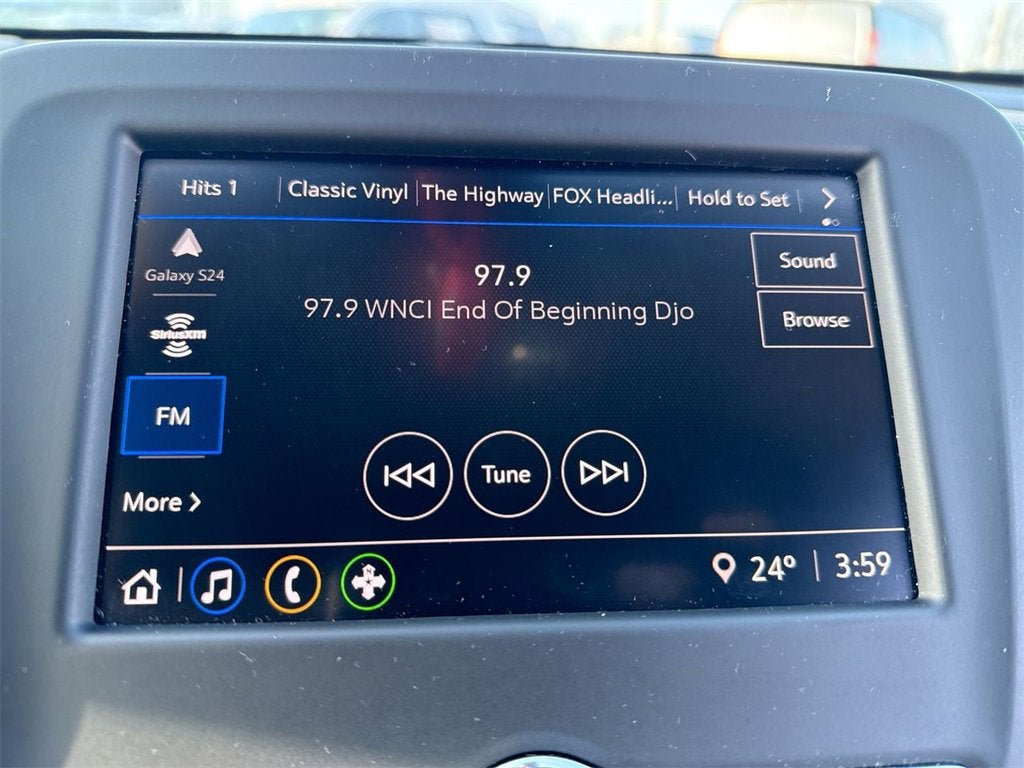 Hits 1
Classic Vinyl
The Highway
FOX Headli...
Hold to Set
Galaxy S24
97.9
Sound
97.9 WNCI End Of Beginning Djo
Browse
SiriusXM
FM
Tune
More
N
24°
3:59